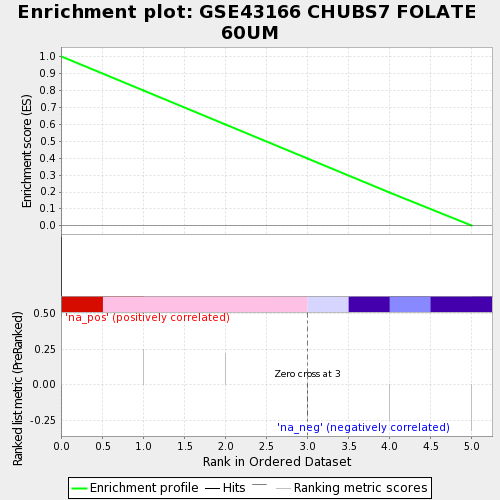 Enrichment plot: GSE43166 CHUBS7 FOLATE
60UM
Enrichment score (ES)
1.0
0.9
0.8
0.7
0.6
0.5
0.4
0.3
0.2
0.1
0.0
Ranked list metric (PreRanked)
0.50
0.25
0.00
-0.25
'na_pos' (positively correlated)
Zero cross at 3
'na_neg' (negatively correlated)
0.0 0.5 1.0 1.5 2.0 2.5 3.0 3.5 4.0 4.5 5.0
Rank in Ordered Dataset
Enrichment profile Hits Ranking metric scores